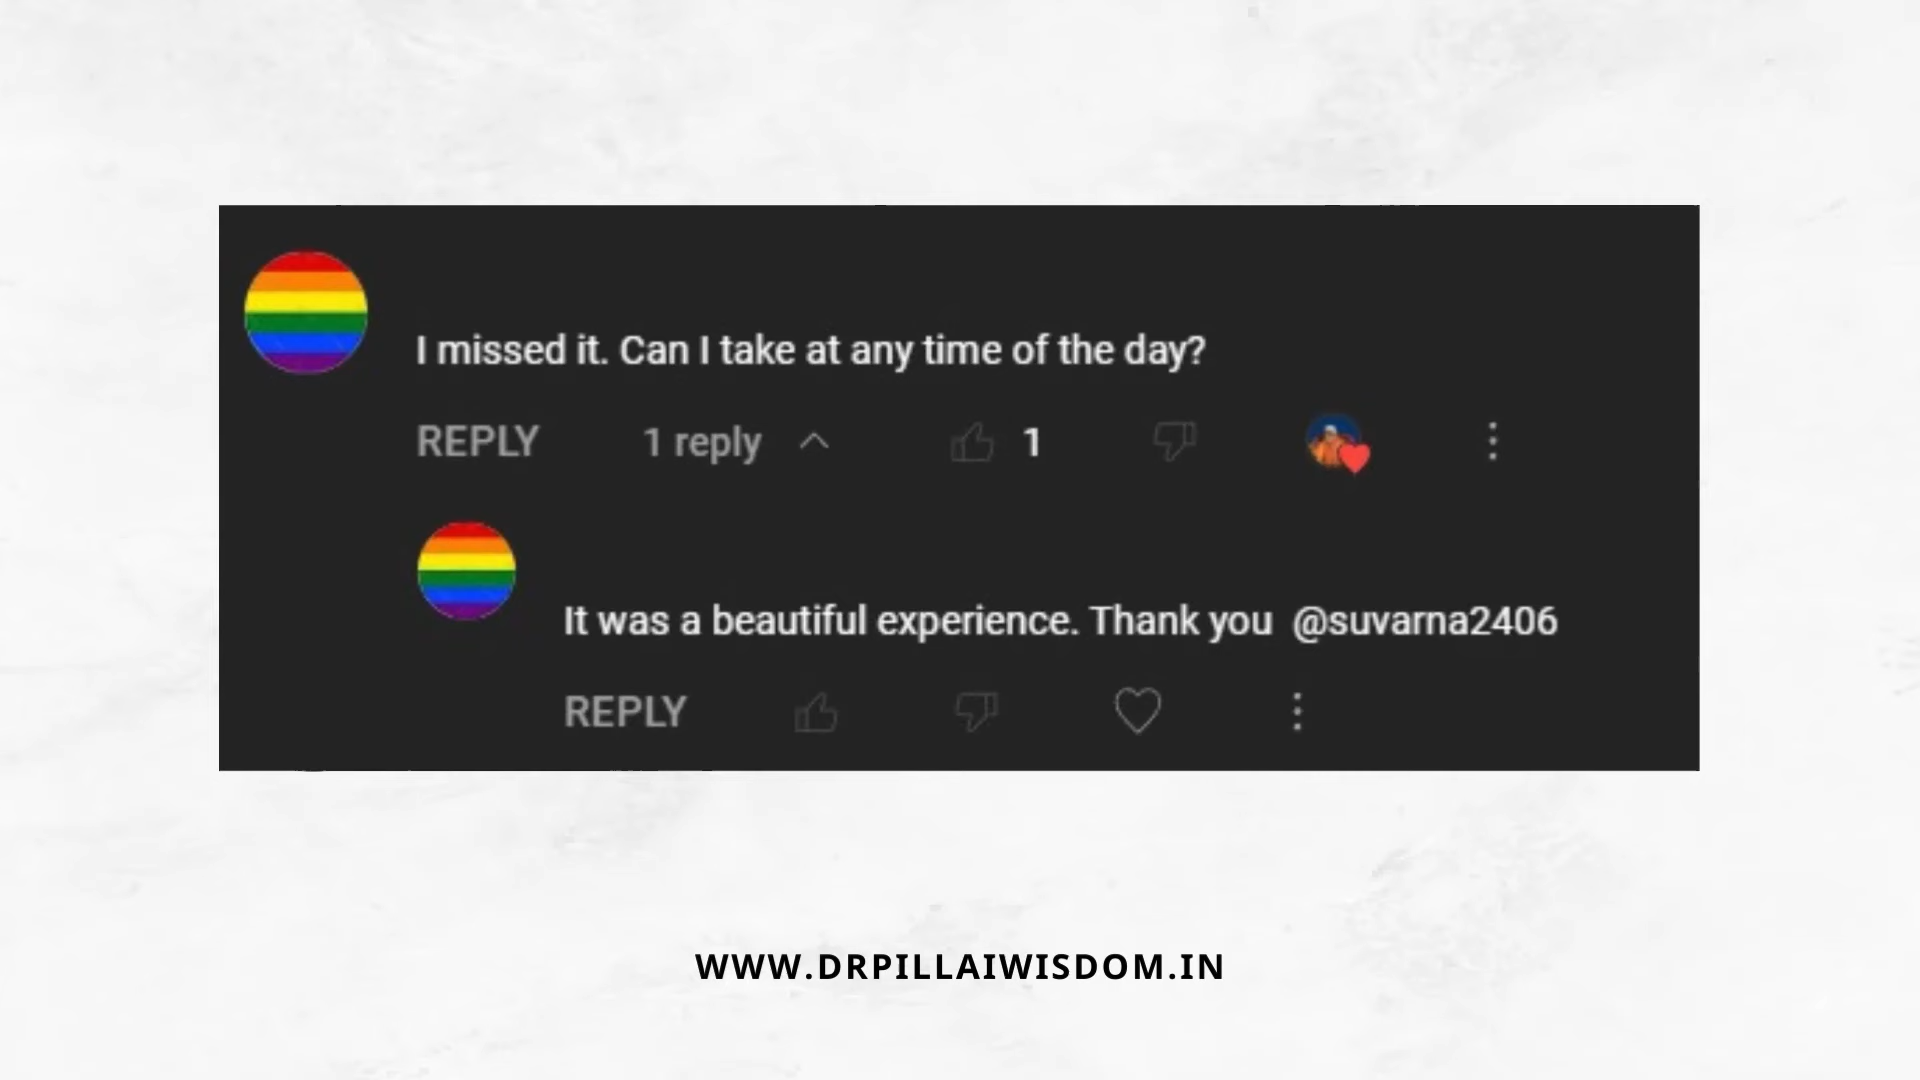 I missed it. Can I take at any time of the day?
REPLY 1 reply 1
It was a beautiful experience. Thank you @suvarna2406
REPLY
WWW.DRPILLAIWISDOM.IN